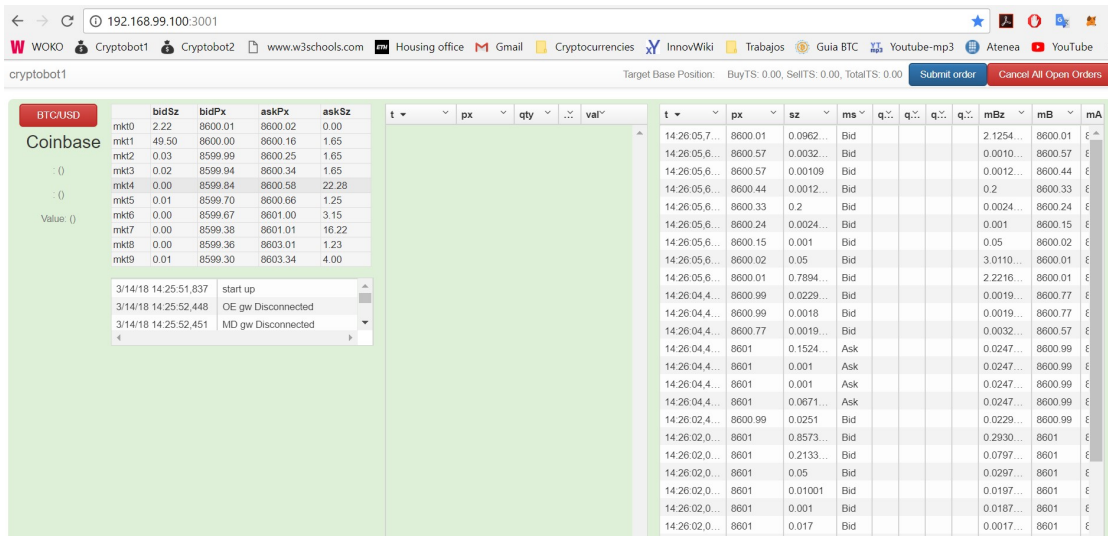 192.168.99.100:3001
WOKO Cryptobot1 Cryptobot2 www.w3schools.com Housing office Gmail Cryptocurrencies InnovWiki Trabajos Guia BTC Youtube-mp3 Atenea YouTube
cryptobot1 Target Base Position: BuyTS: 0.00, SellTS: 0.00, TotalTS: 0.00 Submit order Cancel All Open Orders
BTC/USD
Coinbase
: ()
: ()
Value: ()
bidSz bidPx askPx askSz
mkt0 2.22 8600.01 8600.02 0.00
mkt1 49.50 8600.00 8600.16 1.65
mkt2 0.03 8599.99 8600.25 1.65
mkt3 0.02 8599.94 8600.34 1.65
mkt4 0.00 8599.84 8600.58 22.28
mkt5 0.01 8599.70 8600.66 1.25
mkt6 0.00 8599.67 8601.00 3.15
mkt7 0.00 8599.38 8601.01 16.22
mkt8 0.00 8599.36 8603.01 1.23
mkt9 0.01 8599.30 8603.34 4.00
3/14/18 14:25:51,837 start up
3/14/18 14:25:52,448 OE gw Disconnected
3/14/18 14:25:52,451 MD gw Disconnected
t px qty ... val
t px sz ms q... q... q... q... mBz mB mA
14:26:05,7... 8600.01 0.0962... Bid 2.1254... 8600.01 8
14:26:05,6... 8600.57 0.0032... Bid 0.0010... 8600.57 8
14:26:05,6... 8600.57 0.00109 Bid 0.0012... 8600.44 8
14:26:05,6... 8600.44 0.0012... Bid 0.2 8600.33 8
14:26:05,6... 8600.33 0.2 Bid 0.0024... 8600.24 8
14:26:05,6... 8600.24 0.0024... Bid 0.001 8600.15 8
14:26:05,6... 8600.15 0.001 Bid 0.05 8600.02 8
14:26:05,6... 8600.02 0.05 Bid 3.0110... 8600.01 8
14:26:05,6... 8600.01 0.7894... Bid 2.2216... 8600.01 8
14:26:04,4... 8600.99 0.0229... Bid 0.0019... 8600.77 8
14:26:04,4... 8600.99 0.0018 Bid 0.0019... 8600.77 8
14:26:04,4... 8600.77 0.0019... Bid 0.0032... 8600.57 8
14:26:04,4... 8601 0.1524... Ask 0.0247... 8600.99 8
14:26:04,4... 8601 0.001 Ask 0.0247... 8600.99 8
14:26:04,4... 8601 0.001 Ask 0.0247... 8600.99 8
14:26:04,4... 8601 0.0671... Ask 0.0247... 8600.99 8
14:26:02,4... 8600.99 0.0251 Bid 0.0229... 8600.99 8
14:26:02,0... 8601 0.8573... Bid 0.2930... 8601 8
14:26:02,0... 8601 0.2133... Bid 0.0797... 8601 8
14:26:02,0... 8601 0.05 Bid 0.0297... 8601 8
14:26:02,0... 8601 0.01001 Bid 0.0197... 8601 8
14:26:02,0... 8601 0.001 Bid 0.0187... 8601 8
14:26:02,0... 8601 0.017 Bid 0.0017... 8601 8